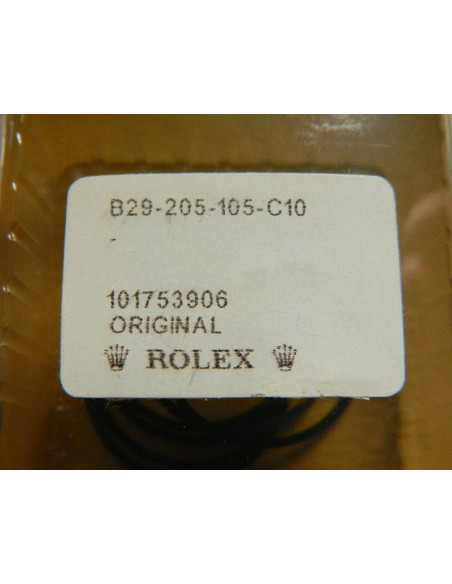 B29-205-105-C10
-
101753906
ORIGINAL
ROLEX